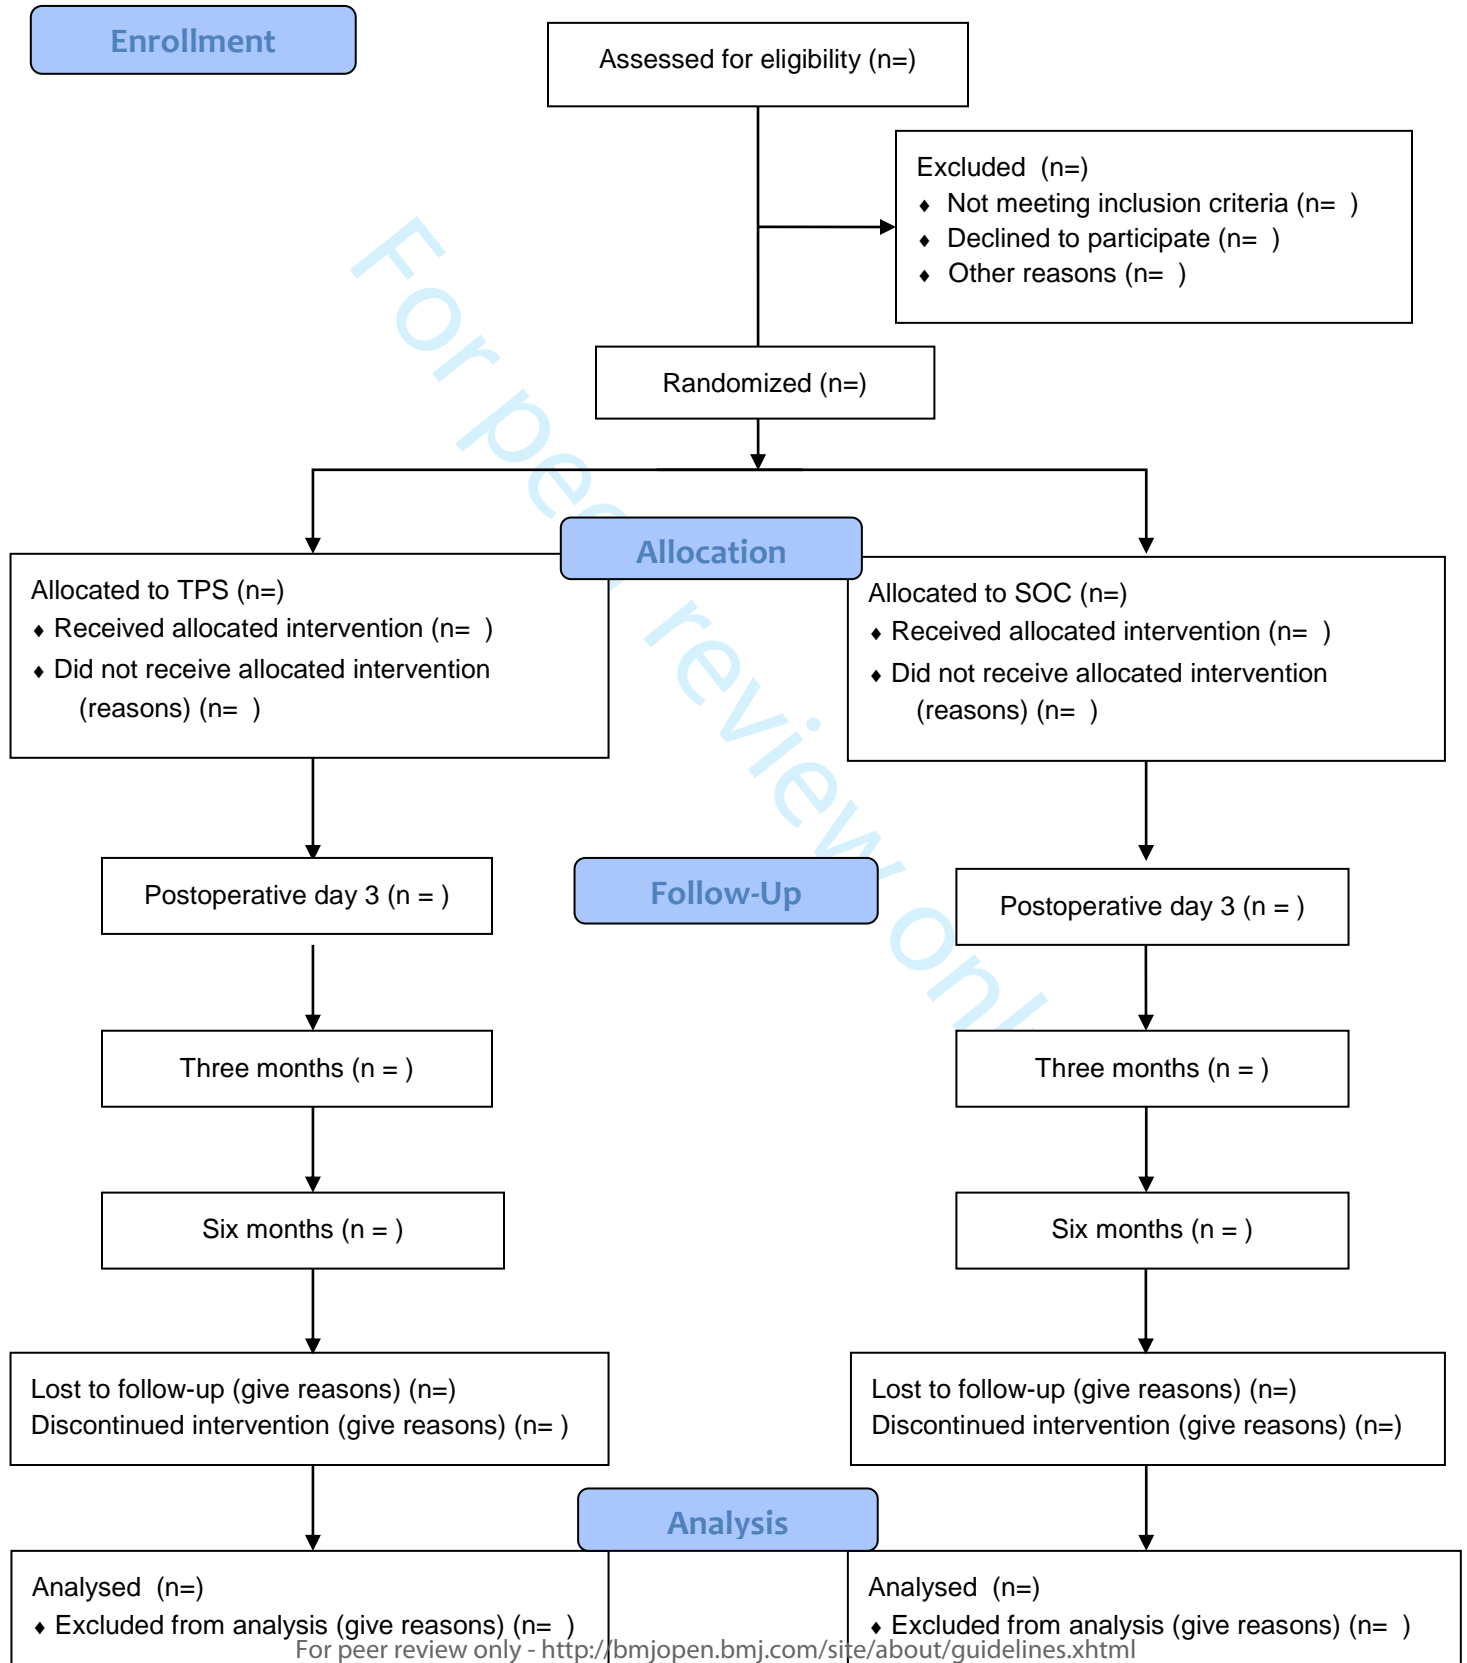 Enrollment
Assessed for eligibility (n=)
Excluded (n=)
♦ Not meeting inclusion criteria (n= )
♦ Declined to participate (n= )
♦ Other reasons (n= )
Randomized (n=)
Allocation
Allocated to TPS (n=)
♦ Received allocated intervention (n= )
♦ Did not receive allocated intervention
(reasons) (n= )
Allocated to SOC (n=)
♦ Received allocated intervention (n= )
♦ Did not receive allocated intervention
(reasons) (n= )
Follow-Up
Postoperative day 3 (n = )
Postoperative day 3 (n = )
Three months (n = )
Three months (n = )
Six months (n = )
Six months (n = )
Lost to follow-up (give reasons) (n=)
Discontinued intervention (give reasons) (n= )
Lost to follow-up (give reasons) (n=)
Discontinued intervention (give reasons) (n=)
Analysis
Analysed (n=)
♦ Excluded from analysis (give reasons) (n= )
Analysed (n=)
♦ Excluded from analysis (give reasons) (n= )
For peer review only
For peer review only - http://bmjopen.bmj.com/site/about/guidelines.xhtml